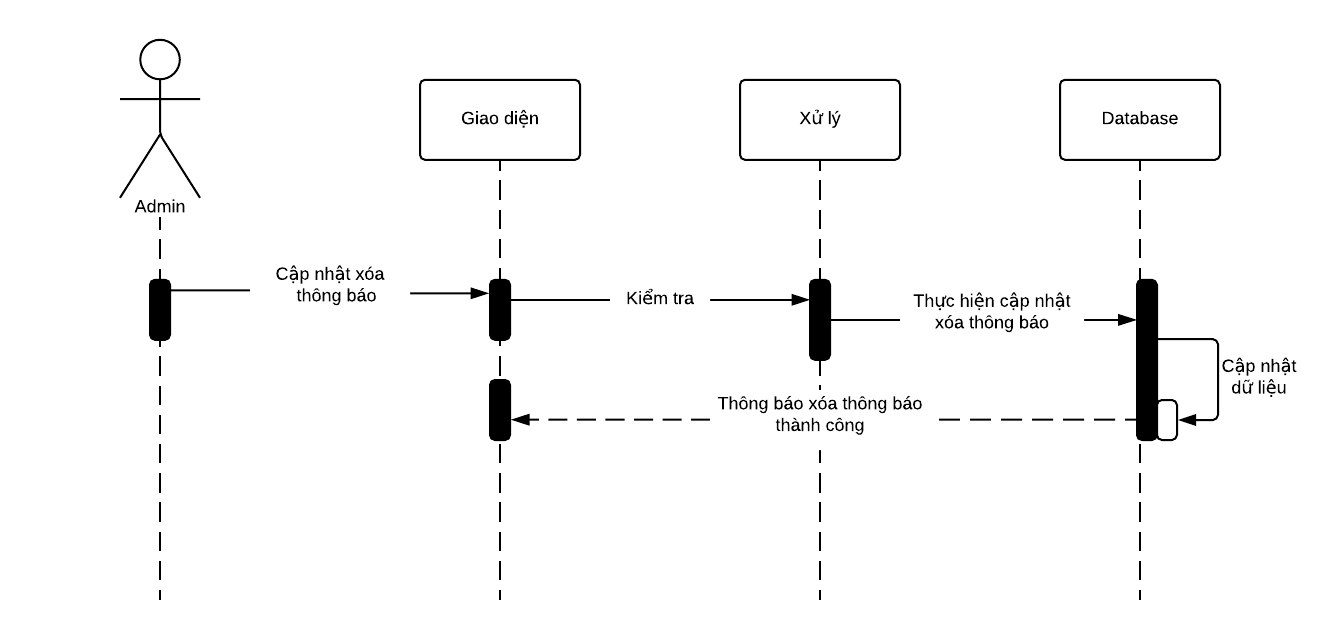 Giao diện
Xử lý
Database
Admin
Cập nhật xóa
thông báo
Kiểm tra
Thực hiện cập nhật
xóa thông báo
Cập nhật
dữ liệu
Thông báo xóa thông báo
thành công